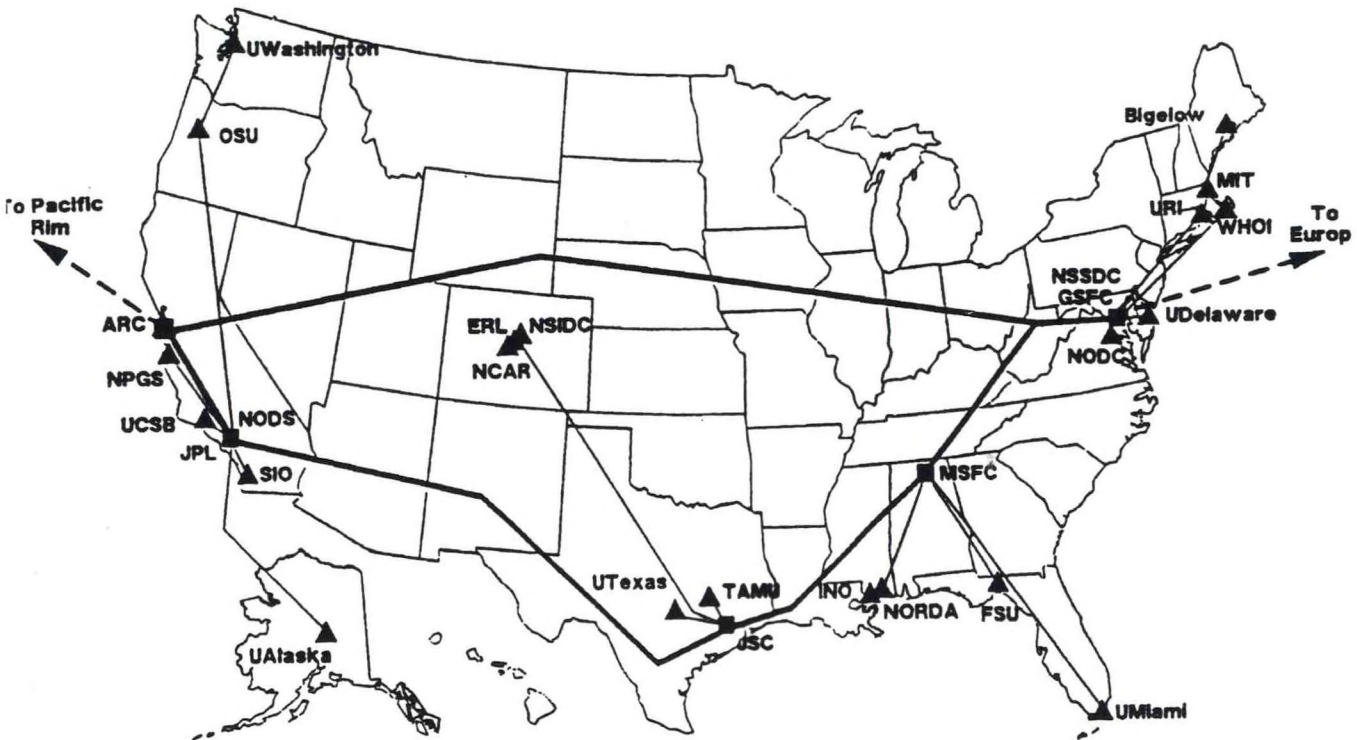 UWashington
OSU
Bigelow
MIT
URI
WHOI
To Pacific
Rim
To
Europ
NSSDC
GSFC
UDelaware
NODC
ARC
NPGS
UCSB
NODS
JPL
SIO
ERL
NSIDC
NCAR
MSFC
UTexas
TAMU
JSC
INO
NORDA
FSU
UAlaska
UMiami